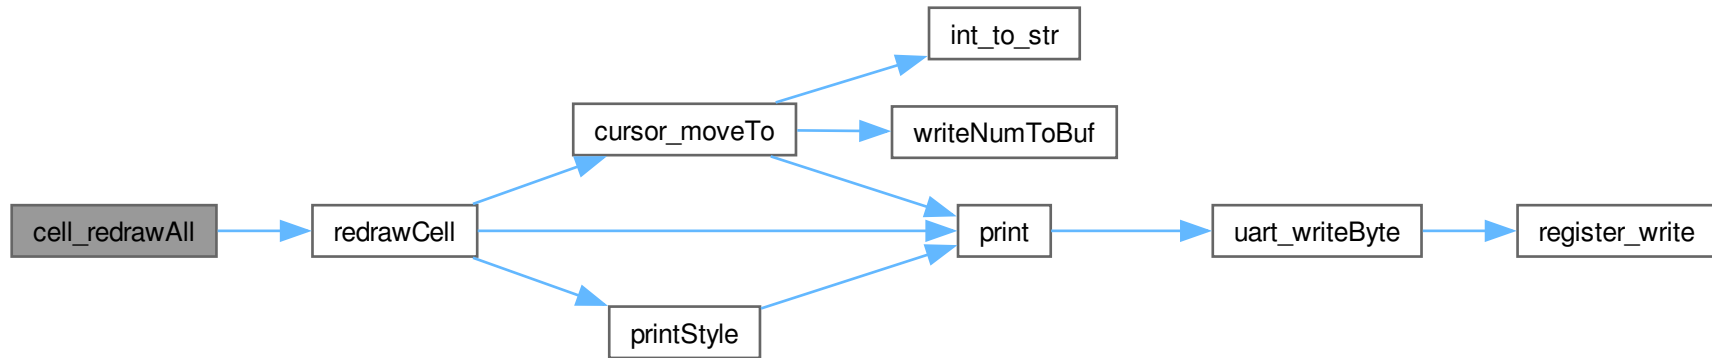 int_to_str
cursor_moveTo
writeNumToBuf
cell_redrawAll
redrawCell
print
uart_writeByte
register_write
printStyle